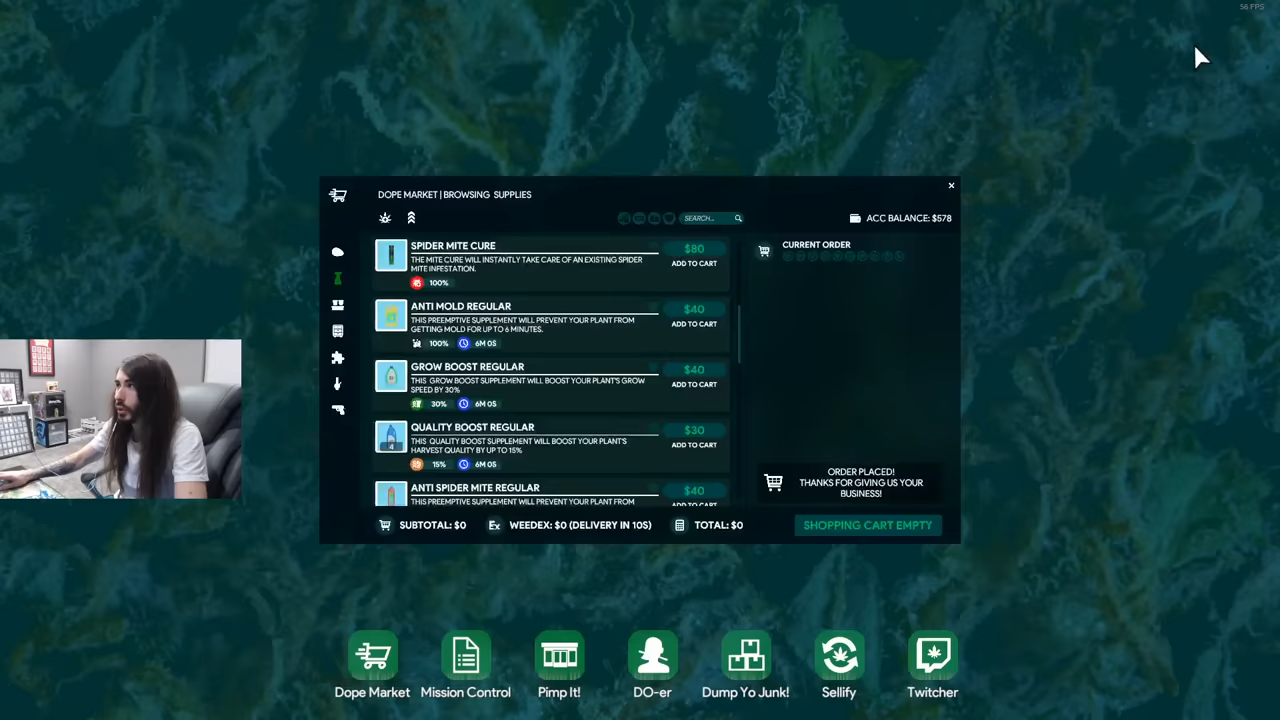 56 FPS
DOPE MARKET | BROWSING SUPPLIES
SEARCH...
ACC BALANCE: $578
SPIDER MITE CURE
$80
THE MITE CURE WILL INSTANTLY TAKE CARE OF AN EXISTING SPIDER
MITE INFESTATION.
ADD TO CART
100%
ANTI MOLD REGULAR
$40
THIS PREEMPTIVE SUPPLEMENT WILL PREVENT YOUR PLANT FROM
GETTING MOLD FOR UP TO 6 MINUTES.
ADD TO CART
100% 6M 0S
GROW BOOST REGULAR
$40
THIS GROW BOOST SUPPLEMENT WILL BOOST YOUR PLANT'S GROW
SPEED BY 30%
ADD TO CART
30% 6M 0S
QUALITY BOOST REGULAR
$30
THIS QUALITY BOOST SUPPLEMENT WILL BOOST YOUR PLANT'S
HARVEST QUALITY BY UP TO 15%
ADD TO CART
15% 6M 0S
ANTI SPIDER MITE REGULAR
$40
THIS PREEMPTIVE SUPPLEMENT WILL PREVENT YOUR PLANT FROM
ADD TO CART
CURRENT ORDER
ORDER PLACED!
THANKS FOR GIVING US YOUR
BUSINESS!
SUBTOTAL: $0
Ex WEEDEX: $0 (DELIVERY IN 10S)
TOTAL: $0
SHOPPING CART EMPTY
Dope Market
Mission Control
Pimp It!
DO-er
Dump Yo Junk!
Sellify
Twitcher